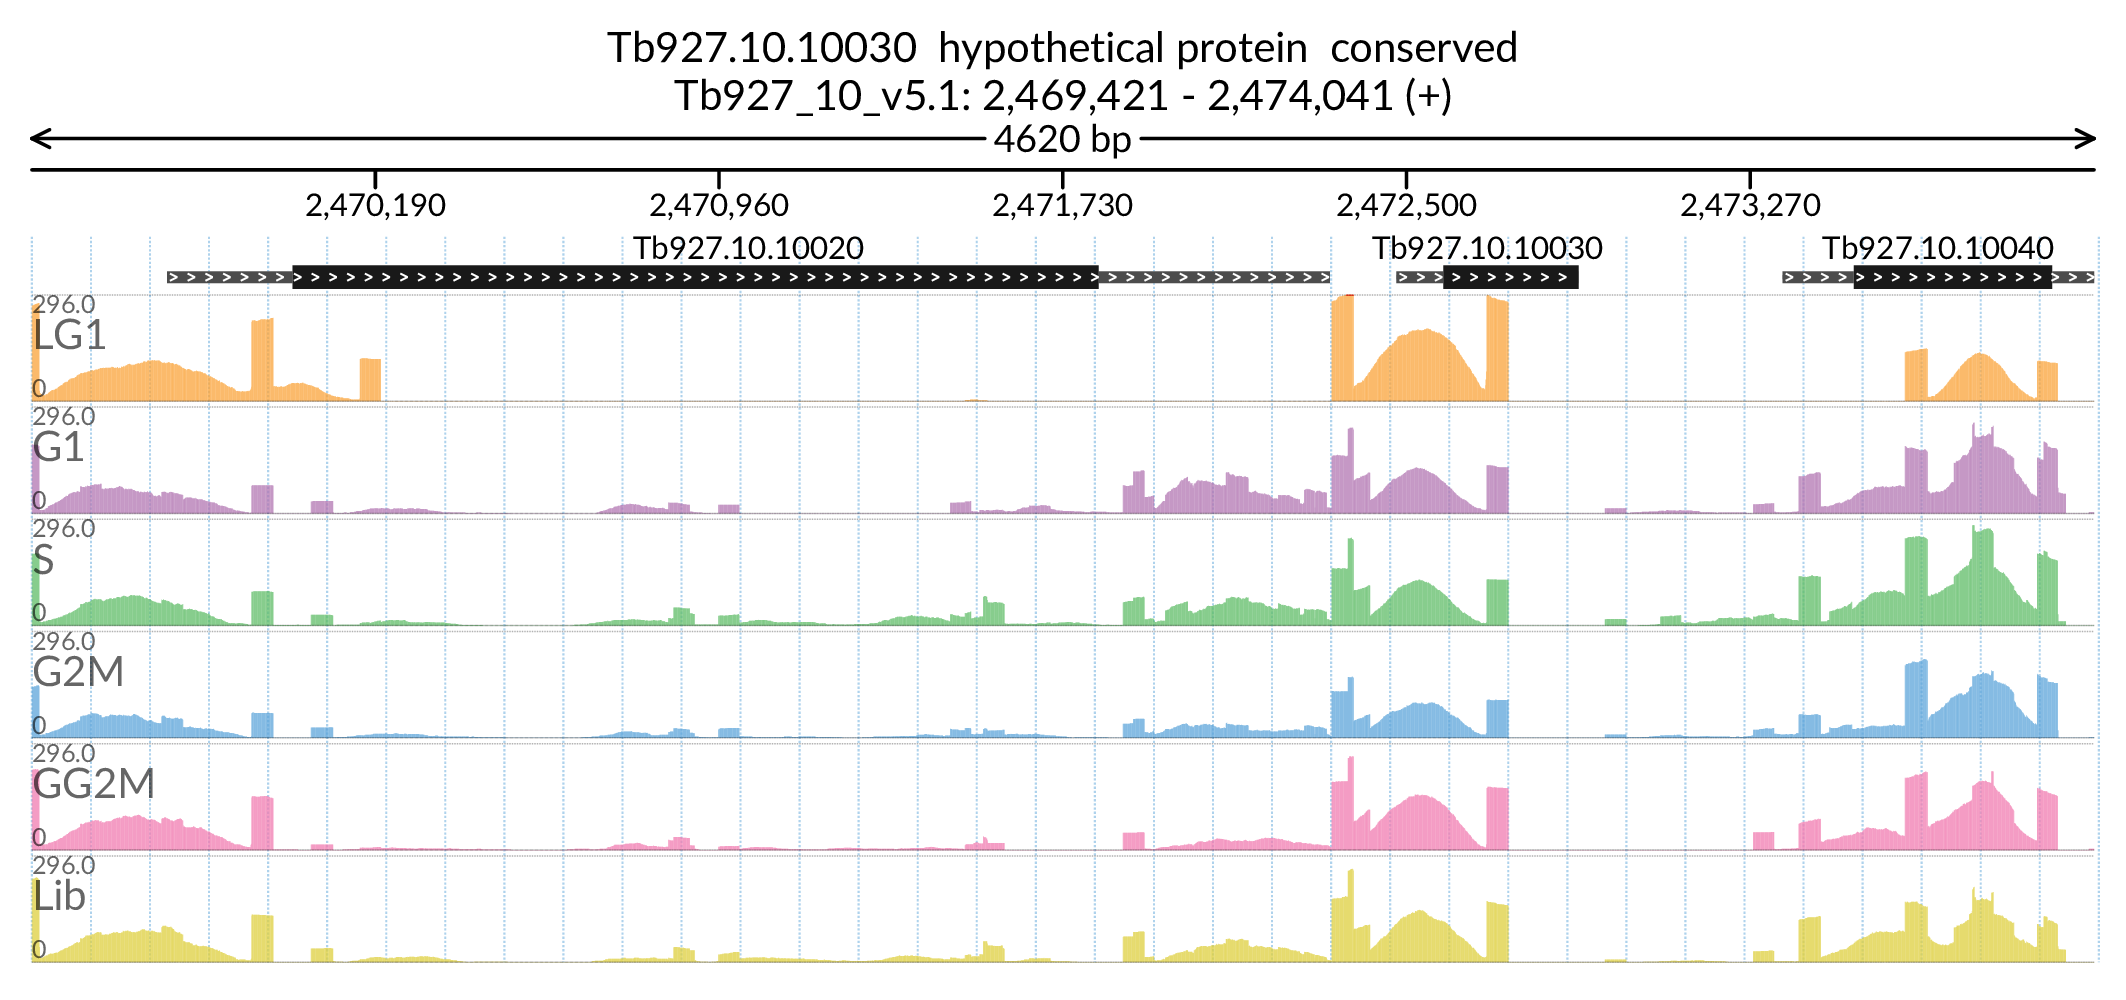 Tb927.10.10030 hypothetical protein conserved
Tb927_10_v5.1: 2,469,421 - 2,474,041 (+)
4620 bp
2,470,190 2,470,960 2,471,730 2,472,500 2,473,270
Tb927.10.10020 Tb927.10.10030 Tb927.10.10040
296.0
LG1
0
296.0
G1
0
296.0
S
0
296.0
G2M
0
296.0
GG2M
0
296.0
Lib
0